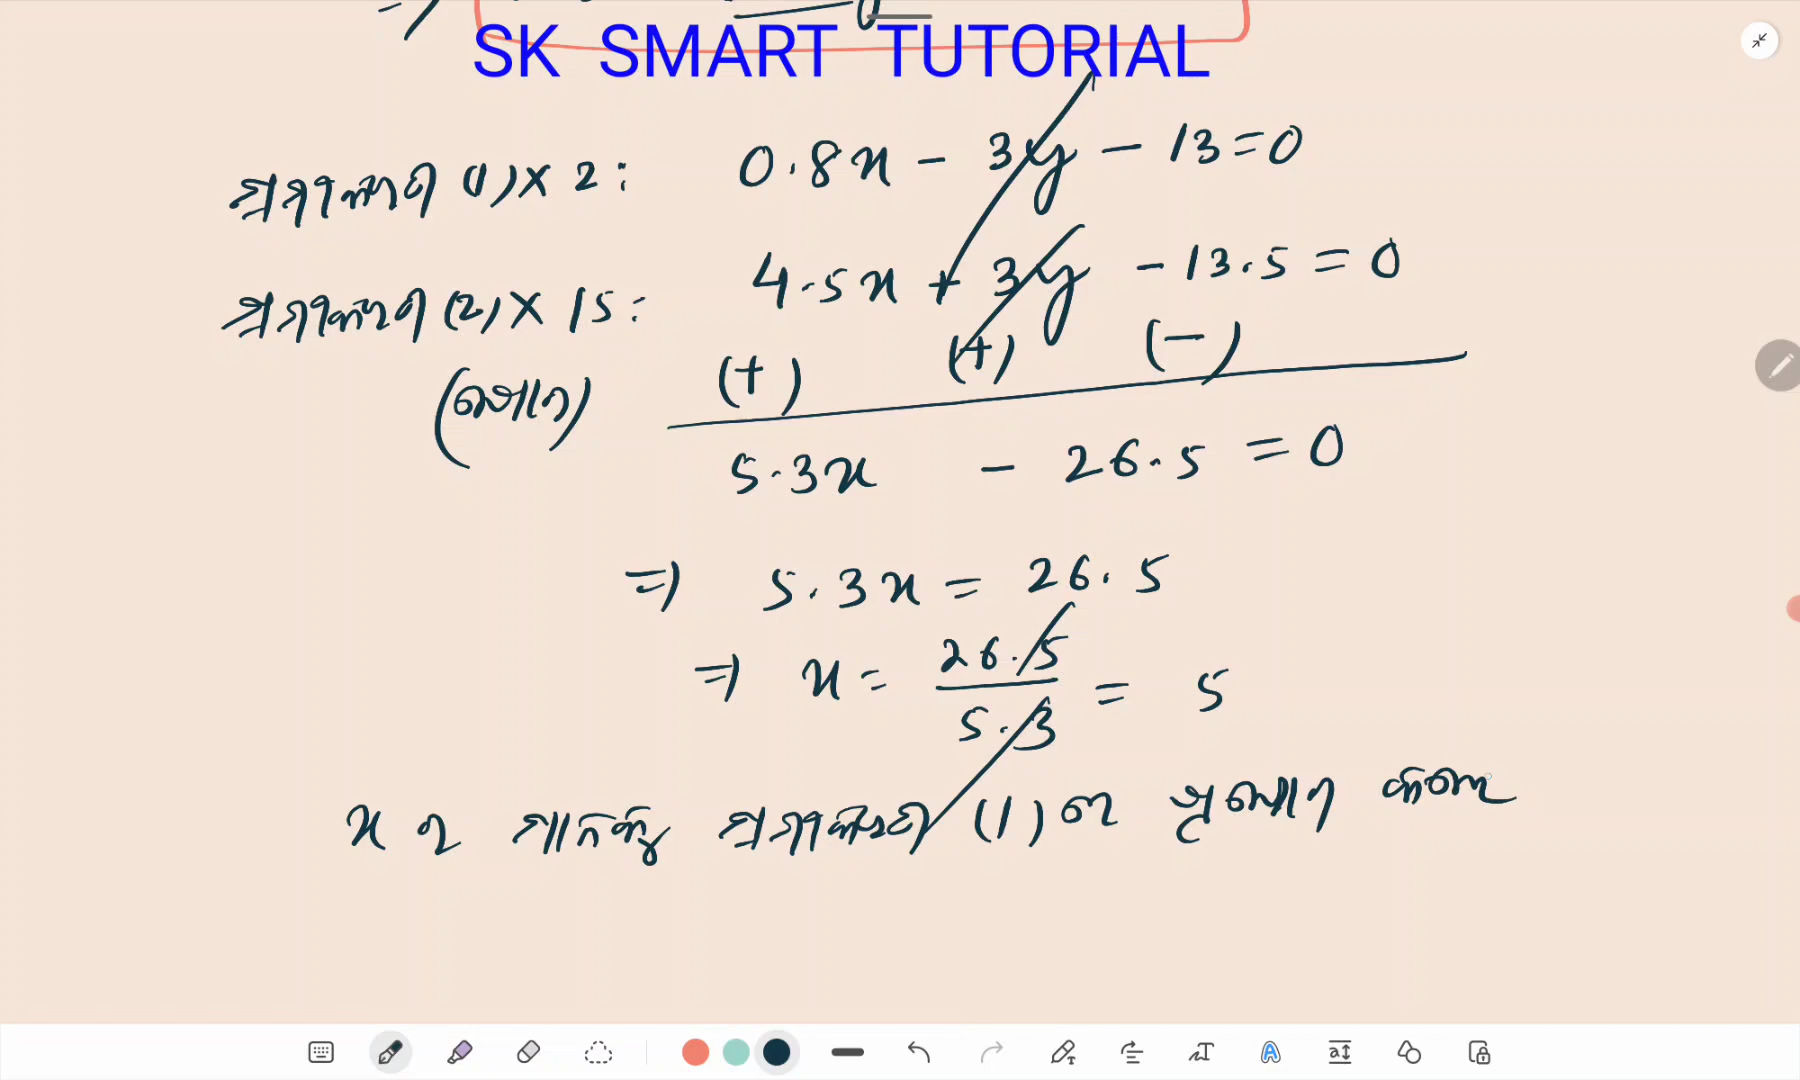 SK SMART TUTORIAL
ସମୀକରଣ (1) X 2 : 0.8x - 3y - 13 = 0
ସମୀକରଣ (2) X 15 : 4.5x + 3y - 13.5 = 0
(ଯୋଗ) (+) (+) (-)
5.3x - 26.5 = 0
=> 5.3x = 26.5
=> x = 26.5/5.3 = 5
x ର ମାନକୁ ସମୀକରଣ (1) ରେ ପ୍ରୟୋଗ କଲେ